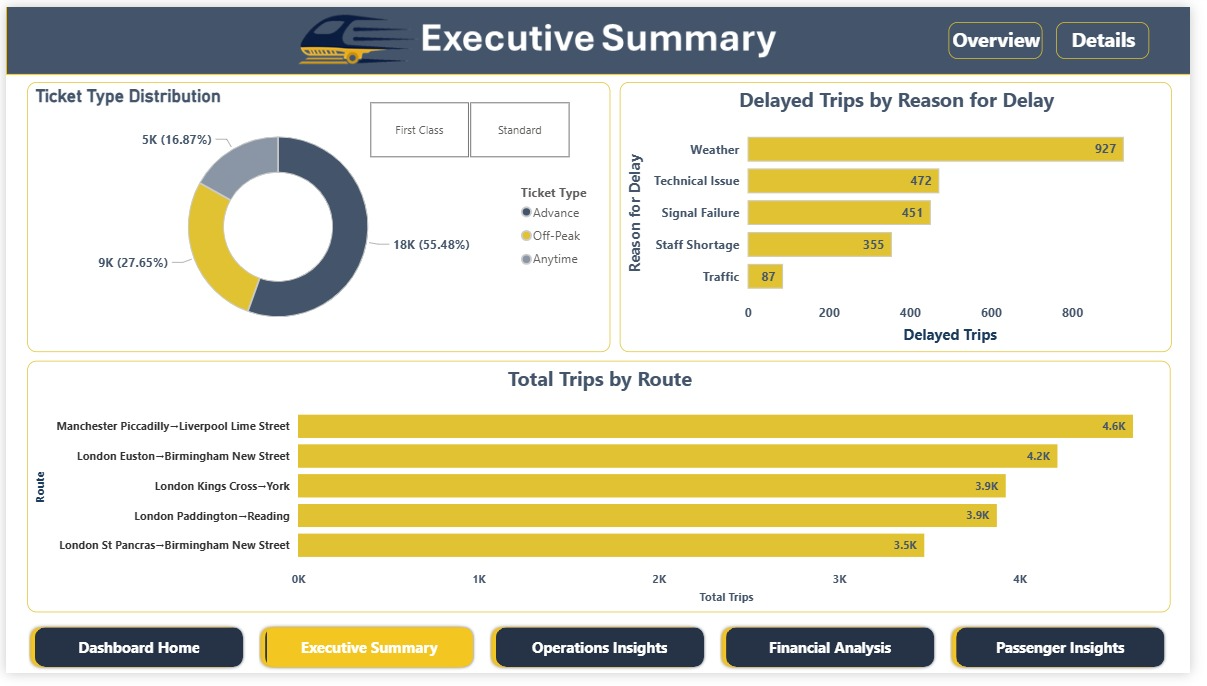 Executive Summary
Overview
Details
Ticket Type Distribution
First Class
Standard
5K (16.87%)
9K (27.65%)
18K (55.48%)
Ticket Type
Advance
Off-Peak
Anytime
Delayed Trips by Reason for Delay
Reason for Delay
Weather 927
Technical Issue 472
Signal Failure 451
Staff Shortage 355
Traffic 87
0 200 400 600 800
Delayed Trips
Total Trips by Route
Route
Manchester Piccadilly→Liverpool Lime Street 4.6K
London Euston→Birmingham New Street 4.2K
London Kings Cross→York 3.9K
London Paddington→Reading 3.9K
London St Pancras→Birmingham New Street 3.5K
0K 1K 2K 3K 4K
Total Trips
Dashboard Home
Executive Summary
Operations Insights
Financial Analysis
Passenger Insights